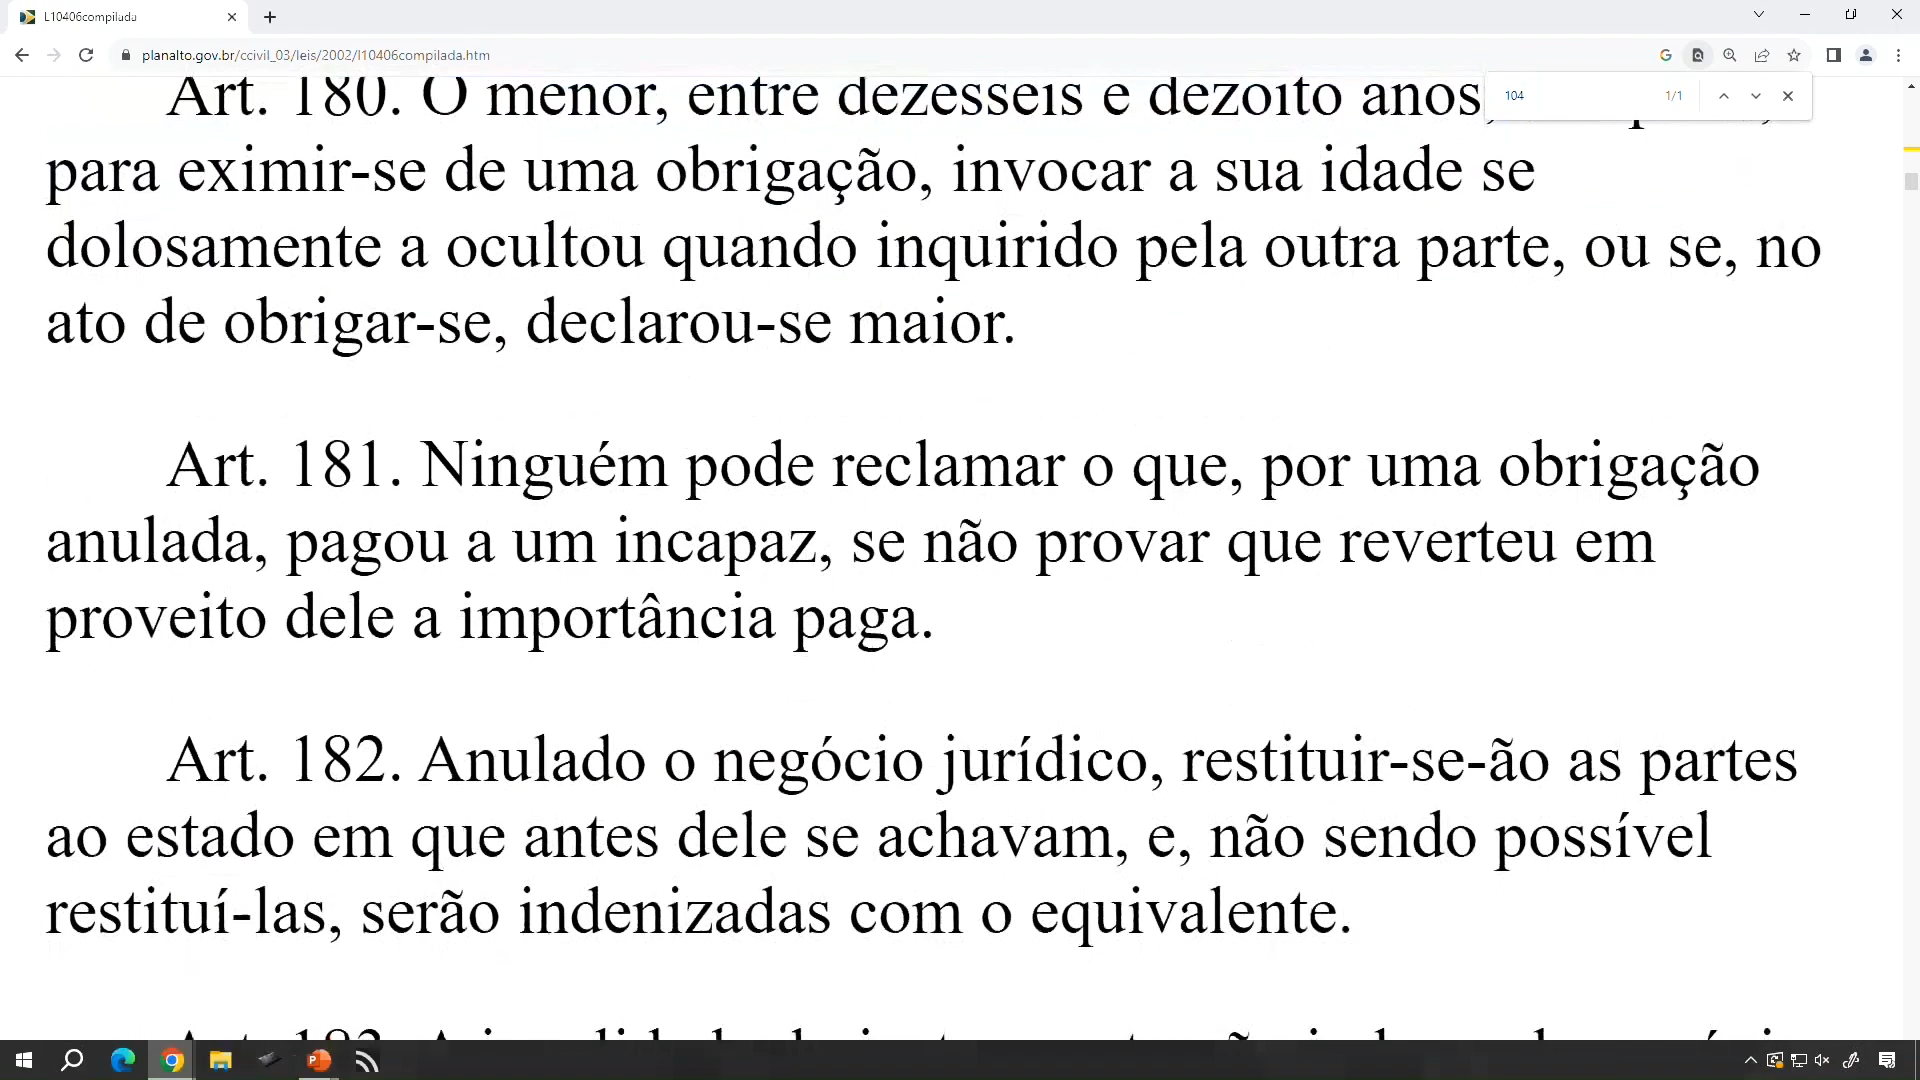 L10406compilada
planalto.gov.br/ccivil_03/leis/2002/l10406compilada.htm
104
1/1
Art. 180. O menor, entre dezesseis e dezoito anos,
para eximir-se de uma obrigação, invocar a sua idade se
dolosamente a ocultou quando inquirido pela outra parte, ou se, no
ato de obrigar-se, declarou-se maior.
Art. 181. Ninguém pode reclamar o que, por uma obrigação
anulada, pagou a um incapaz, se não provar que reverteu em
proveito dele a importância paga.
Art. 182. Anulado o negócio jurídico, restituir-se-ão as partes
ao estado em que antes dele se achavam, e, não sendo possível
restituí-las, serão indenizadas com o equivalente.